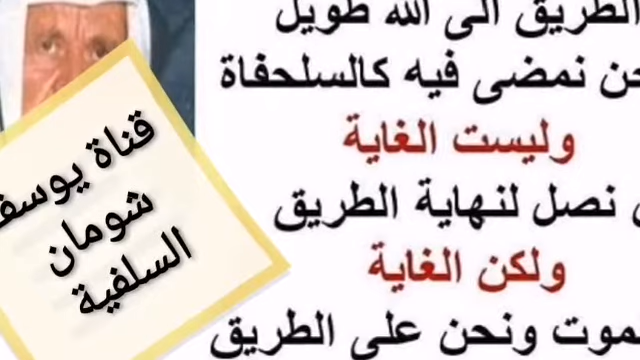 الطريق الى الله طويل
نمضى فيه كالسلحفاة
وليست الغاية
نصل لنهاية الطريق
ولكن الغاية
ونحن على الطريق
قناة
شومان
السلفية